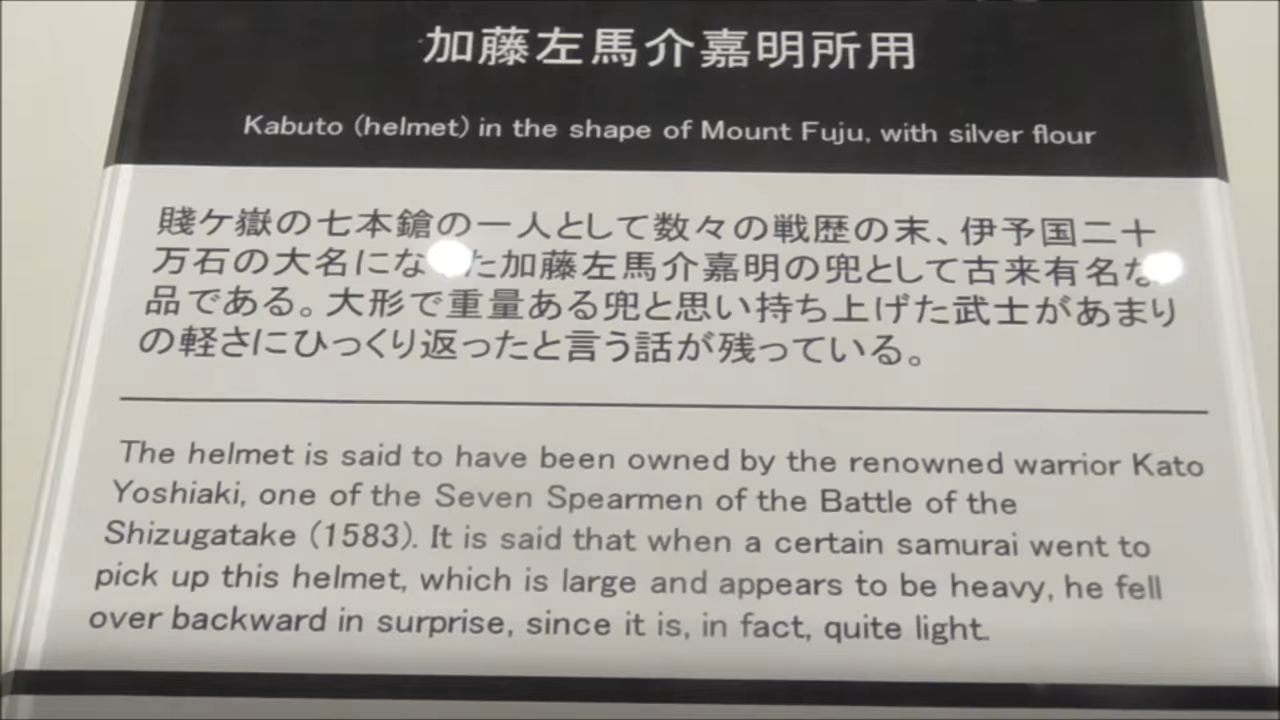 加藤左馬介嘉明所用
Kabuto (helmet) in the shape of Mount Fuju, with silver flour
賤ケ嶽の七本鎗の一人として数々の戦歴の末、伊予国二十
万石の大名にな た加藤左馬介嘉明の兜として古来有名な
品である。大形で重量ある兜と思い持ち上げた武士があまり
の軽さにひっくり返ったと言う話が残っている。
The helmet is said to have been owned by the renowned warrior Kato
Yoshiaki, one of the Seven Spearmen of the Battle of the
Shizugatake (1583). It is said that when a certain samurai went to
pick up this helmet, which is large and appears to be heavy, he fell
over backward in surprise, since it is, in fact, quite light.